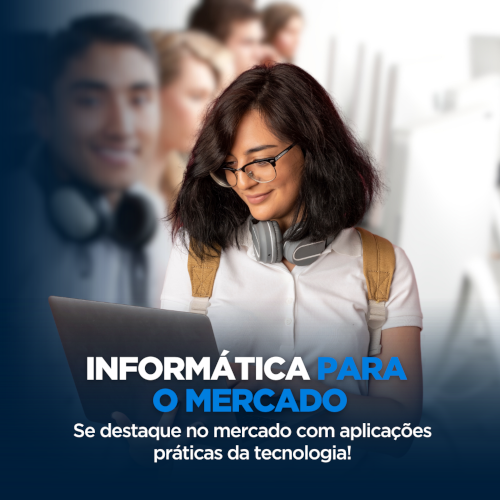 INFORMÁTICA PARA
O MERCADO
Se destaque no mercado com aplicações
práticas da tecnologia!